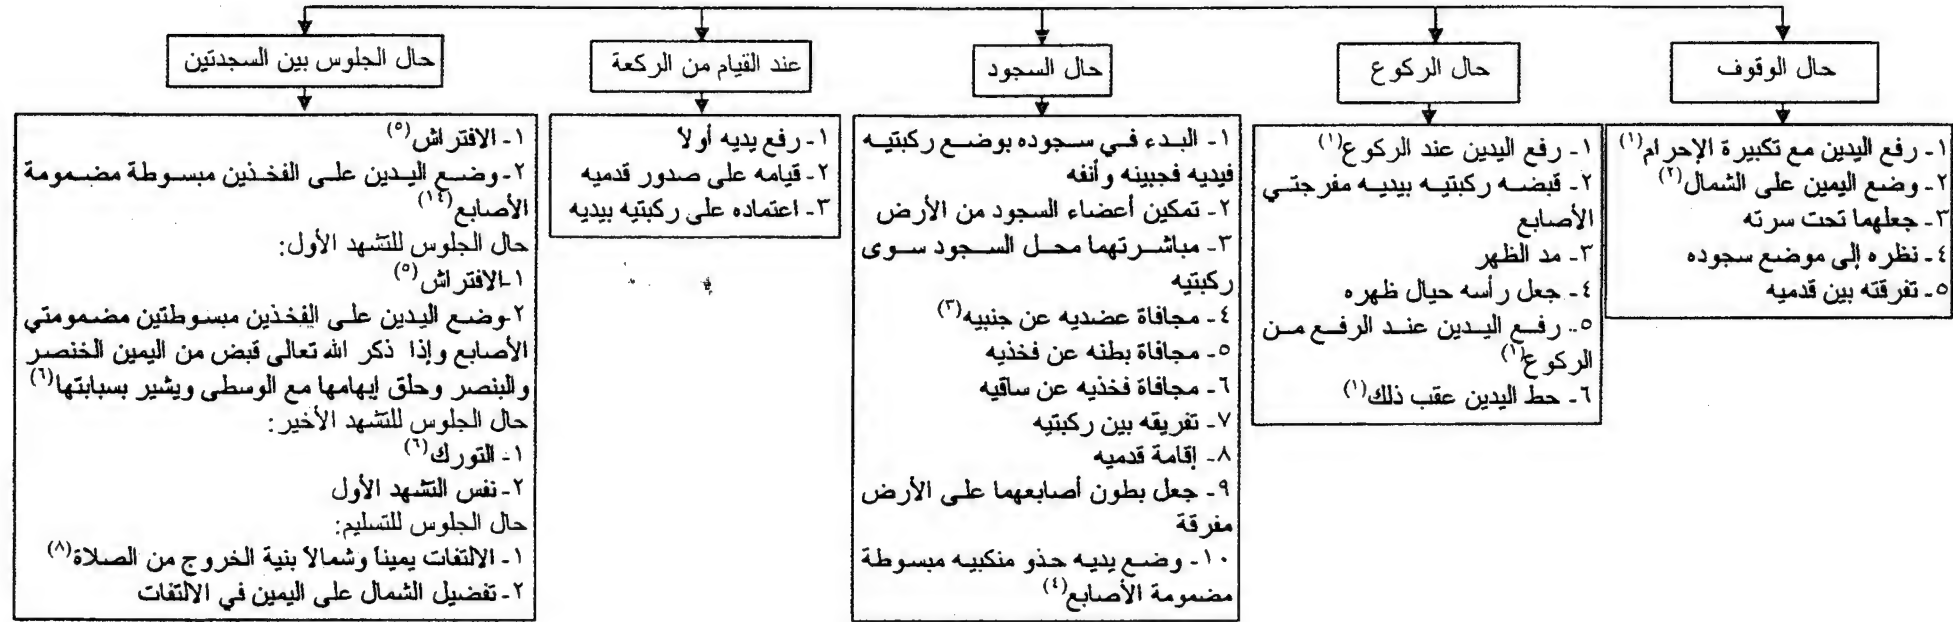 حال الوقوف
١- رفع اليدين مع تكبيرة الإحرام(١)
٢- وضع اليمين على الشمال(٢)
٣- جعلهما تحت سرته
٤- نظره إلى موضع سجوده
٥- تفرقته بين قدميه
حال الركوع
١- رفع اليدين عند الركوع(١)
٢- قبضه ركبتيه بيديه مفرجتي
الأصابع
٣- مد الظهر
٤- جعل رأسه حيال ظهره
٥- رفع اليدين عند الرفع من
الركوع(١)
٦- حط اليدين عقب ذلك(١)
حال السجود
١- البدء في سجوده بوضع ركبتيه
فيديه فجبينه وأنفه
٢- تمكين أعضاء السجود من الأرض
٣- مباشرتهما محل السجود سوى
ركبتيه
٤- مجافاة عضديه عن جنبيه(٣)
٥- مجافاة بطنه عن فخذيه
٦- مجافاة فخذيه عن ساقيه
٧- تفريقه بين ركبتيه
٨- إقامة قدميه
٩- جعل بطون أصابعهما على الأرض
مفرقة
١٠- وضع يديه حذو منكبيه مبسوطة
مضمومة الأصابع(٤)
عند القيام من الركعة
١- رفع يديه أولا
٢- قيامه على صدور قدميه
٣- اعتماده على ركبتيه بيديه
حال الجلوس بين السجدتين
١- الافتراش(٥)
٢- وضع اليدين على الفخذين مبسوطة مضمومة
الأصابع(١٤)
حال الجلوس للتشهد الأول:
١- الافتراش(٥)
٢- وضع اليدين على الفخذين مبسوطتين مضمومتي
الأصابع وإذا ذكر الله تعالى قبض من اليمين الخنصر
والبنصر وحلق إبهامها مع الوسطى ويشير بسبابتها(٦)
حال الجلوس للتشهد الأخير:
١- التورك(٦)
٢- نفس التشهد الأول
حال الجلوس للتسليم:
١- الالتفات يمينا وشمالا بنية الخروج من الصلاة(٨)
٢- تفضيل الشمال على اليمين في الالتفات